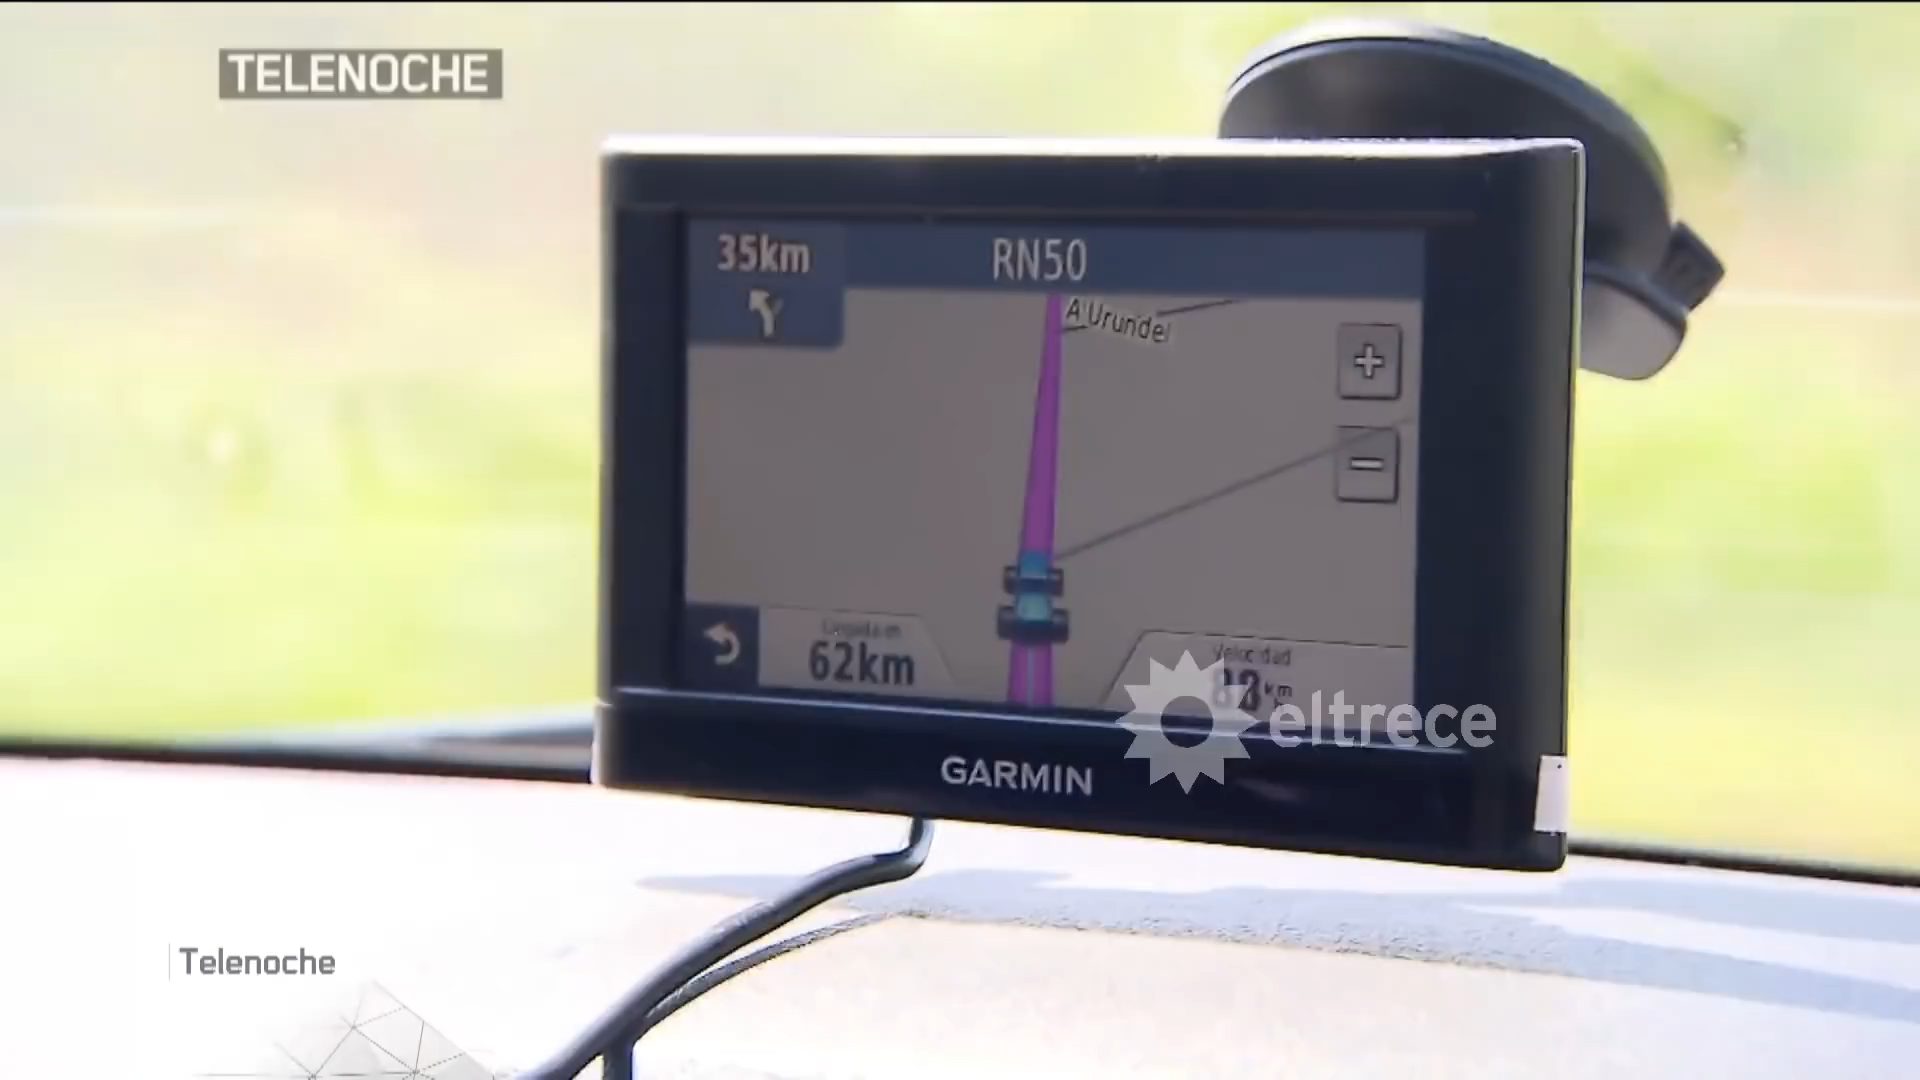 TELENOCHE
35km
RN50
A Urundel
+
−
Llegada en
62km
Velocidad
km
GARMIN
eltrece
Telenoche